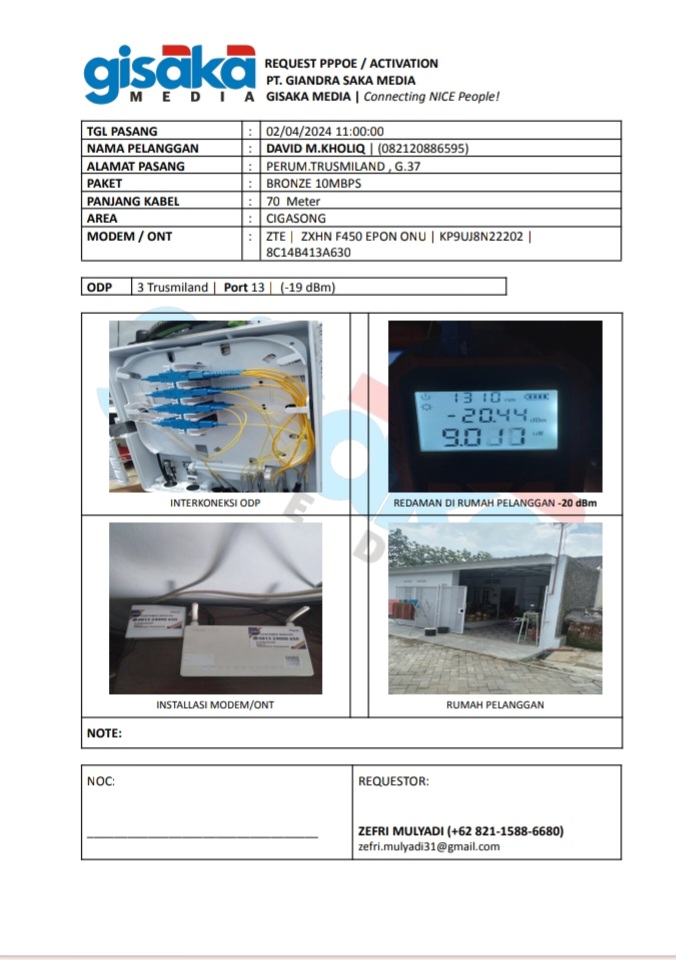 gisaka
MEDIA
REQUEST PPPOE / ACTIVATION
PT. GIANDRA SAKA MEDIA
GISAKA MEDIA | Connecting NICE People!
TGL PASANG : 02/04/2024 11:00:00
NAMA PELANGGAN : DAVID M.KHOLIQ | (082120886595)
ALAMAT PASANG : PERUM.TRUSMILAND , G.37
PAKET : BRONZE 10MBPS
PANJANG KABEL : 70 Meter
AREA : CIGASONG
MODEM / ONT : ZTE | ZXHN F450 EPON ONU | KP9UJ8N22202 |
8C14B413A630
ODP 3 Trusmiland | Port 13 | (-19 dBm)
1310 nm
-20.44 dBm
INTERKONEKSI ODP
REDAMAN DI RUMAH PELANGGAN -20 dBm
INSTALLASI MODEM/ONT
RUMAH PELANGGAN
NOTE:
NOC:
REQUESTOR:
ZEFRI MULYADI (+62 821-1588-6680)
zefri.mulyadi31@gmail.com